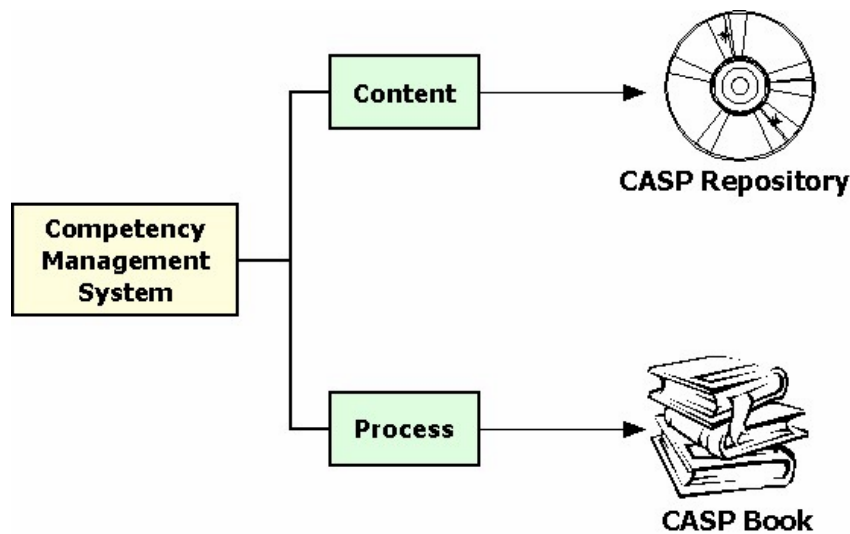 Content
CASP Repository
Competency
Management
System
Process
CASP Book